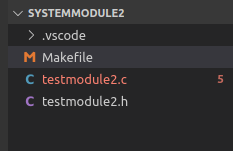 SYSTEMMODULE2
.vscode
M Makefile
C testmodule2.c 5
C testmodule2.h